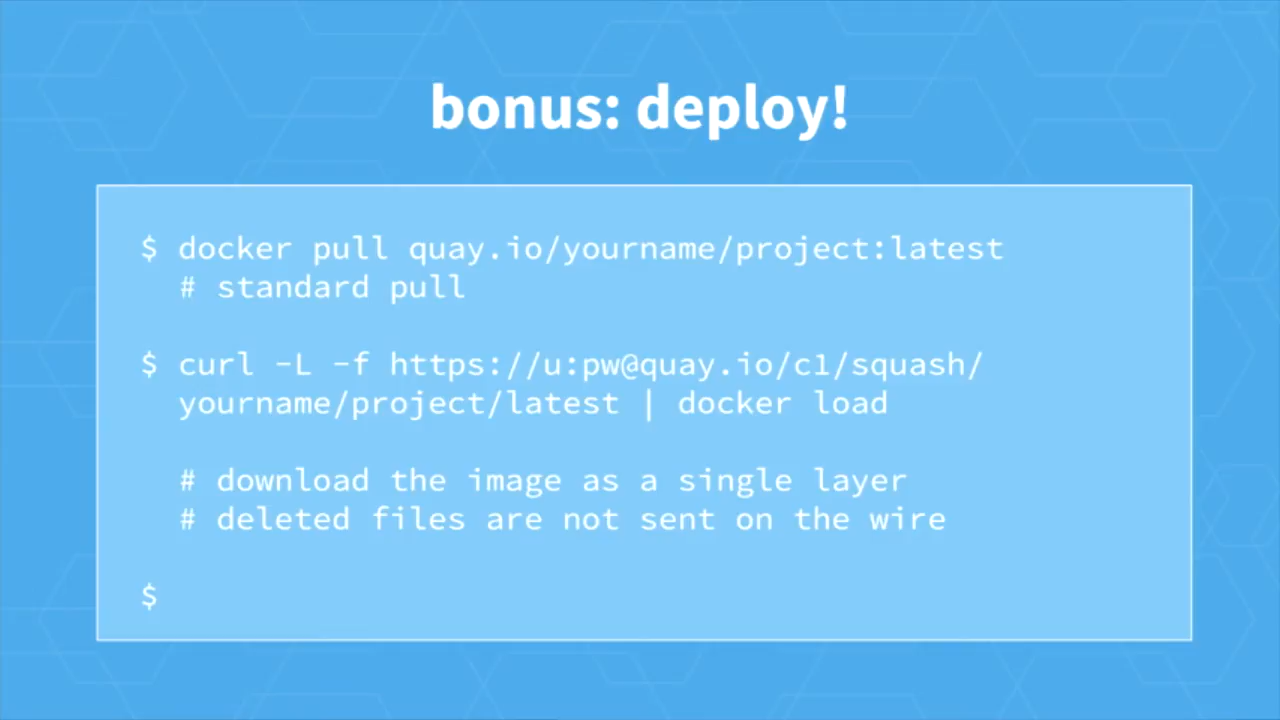 bonus: deploy!
$ docker pull quay.io/yourname/project:latest
# standard pull
$ curl -L -f https://u:pw@quay.io/c1/squash/
yourname/project/latest | docker load
# download the image as a single layer
# deleted files are not sent on the wire
$